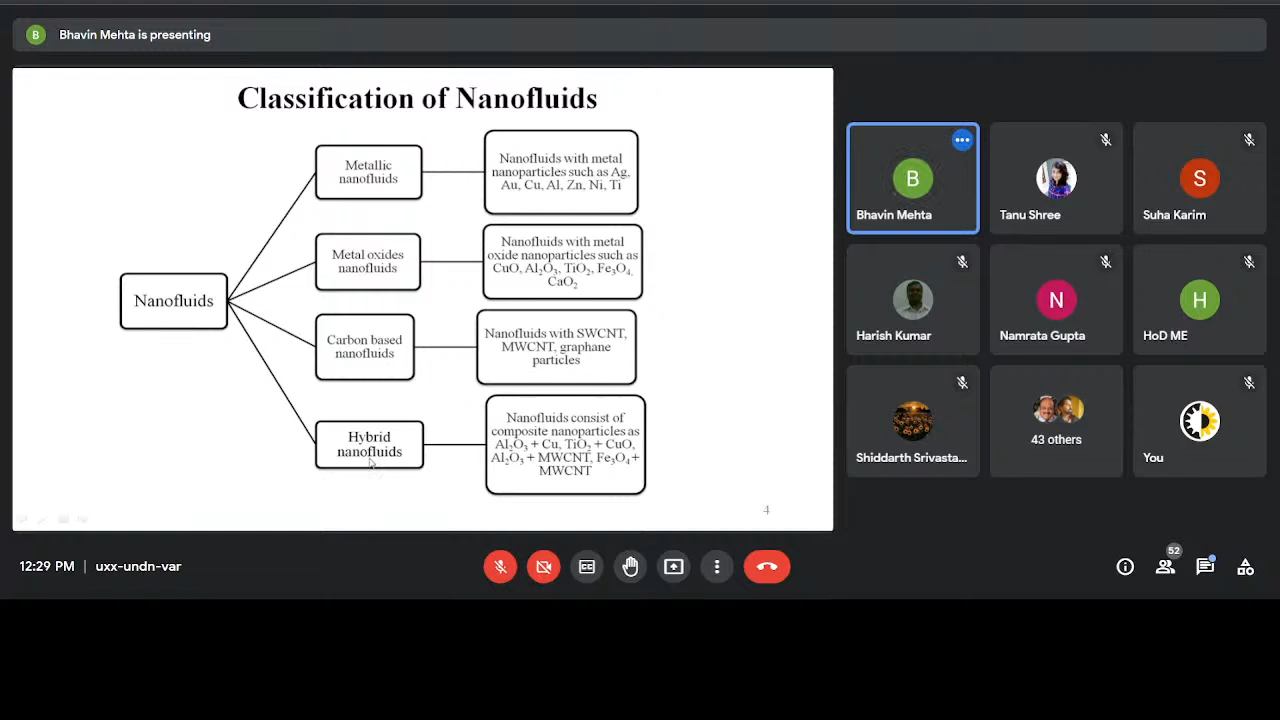 B
Bhavin Mehta is presenting
Classification of Nanofluids
Nanofluids
Metallic
nanofluids
Nanofluids with metal
nanoparticles such as Ag,
Au, Cu, Al, Zn, Ni, Ti
Metal oxides
nanofluids
Nanofluids with metal
oxide nanoparticles such as
CuO, Al₂O₃, TiO₂, Fe₃O₄,
CaO₂
Carbon based
nanofluids
Nanofluids with SWCNT,
MWCNT, graphane
particles
Hybrid
nanofluids
Nanofluids consist of
composite nanoparticles as
Al₂O₃ + Cu, TiO₂ + CuO,
Al₂O₃ + MWCNT, Fe₃O₄ +
MWCNT
4
B
Bhavin Mehta
Tanu Shree
S
Suha Karim
Harish Kumar
N
Namrata Gupta
H
HoD ME
Shiddarth Srivasta...
43 others
You
12:29 PM | uxx-undn-var
52